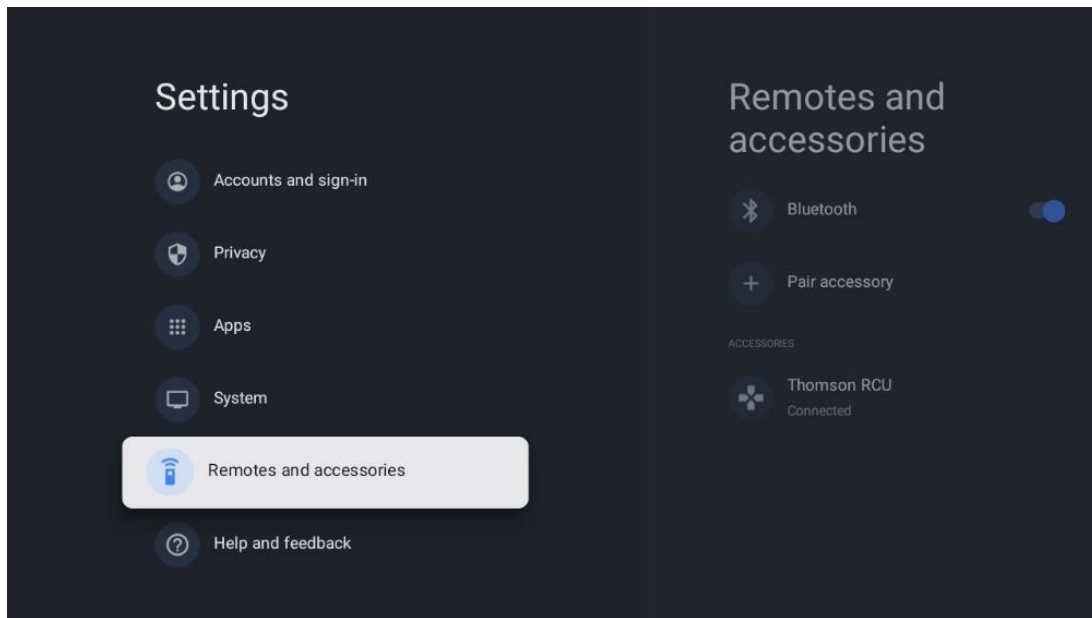 Settings
Accounts and sign-in
Privacy
Apps
System
Remotes and accessories
Help and feedback
Remotes and
accessories
Bluetooth
Pair accessory
ACCESSORIES
Thomson RCU
Connected